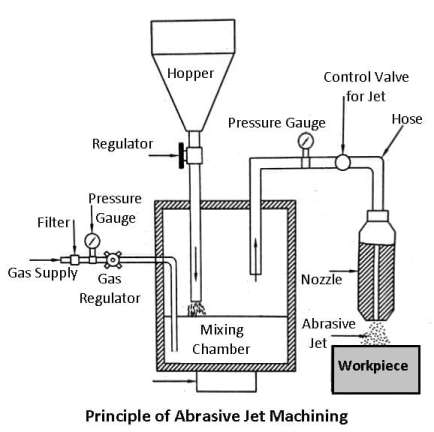 Hopper
Control Valve
for Jet
Pressure Gauge
Hose
Regulator
Pressure
Gauge
Filter
Gas Supply
Gas
Regulator
Nozzle
Mixing
Chamber
Abrasive
Jet
Workpiece
Principle of Abrasive Jet Machining